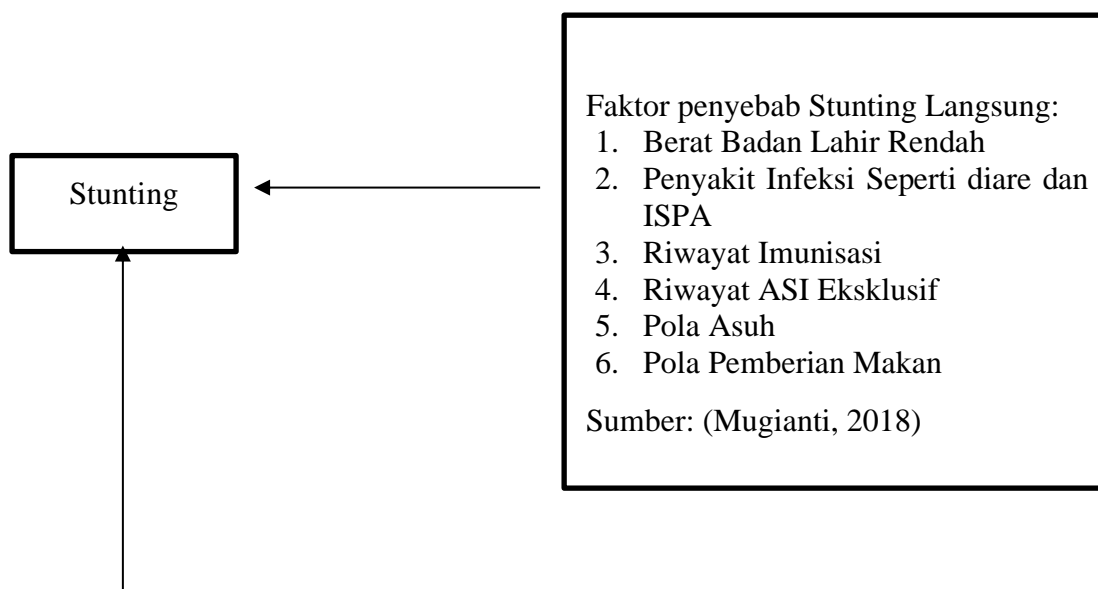 Stunting
Faktor penyebab Stunting Langsung:
1. Berat Badan Lahir Rendah
2. Penyakit Infeksi Seperti diare dan
ISPA
3. Riwayat Imunisasi
4. Riwayat ASI Eksklusif
5. Pola Asuh
6. Pola Pemberian Makan
Sumber: (Mugianti, 2018)